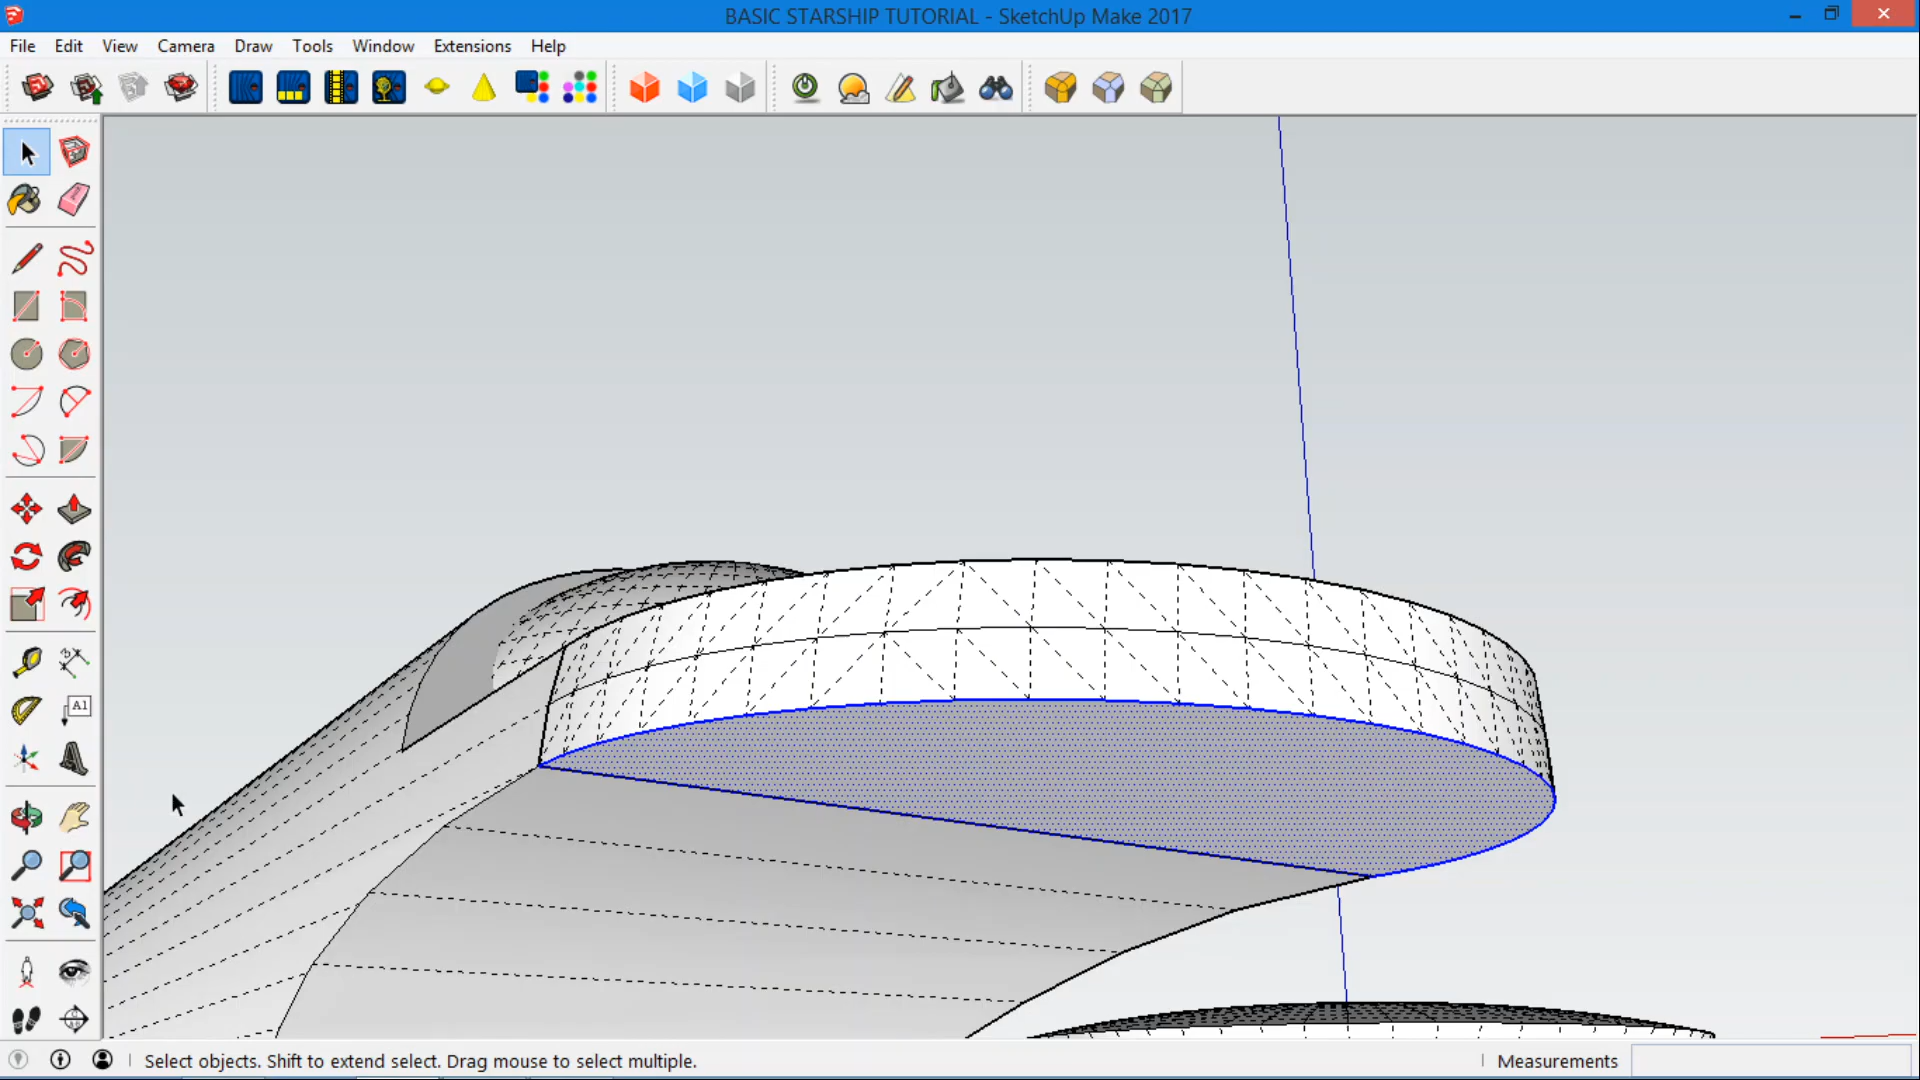 BASIC STARSHIP TUTORIAL - SketchUp Make 2017
File Edit View Camera Draw Tools Window Extensions Help
A1
Select objects. Shift to extend select. Drag mouse to select multiple.
Measurements